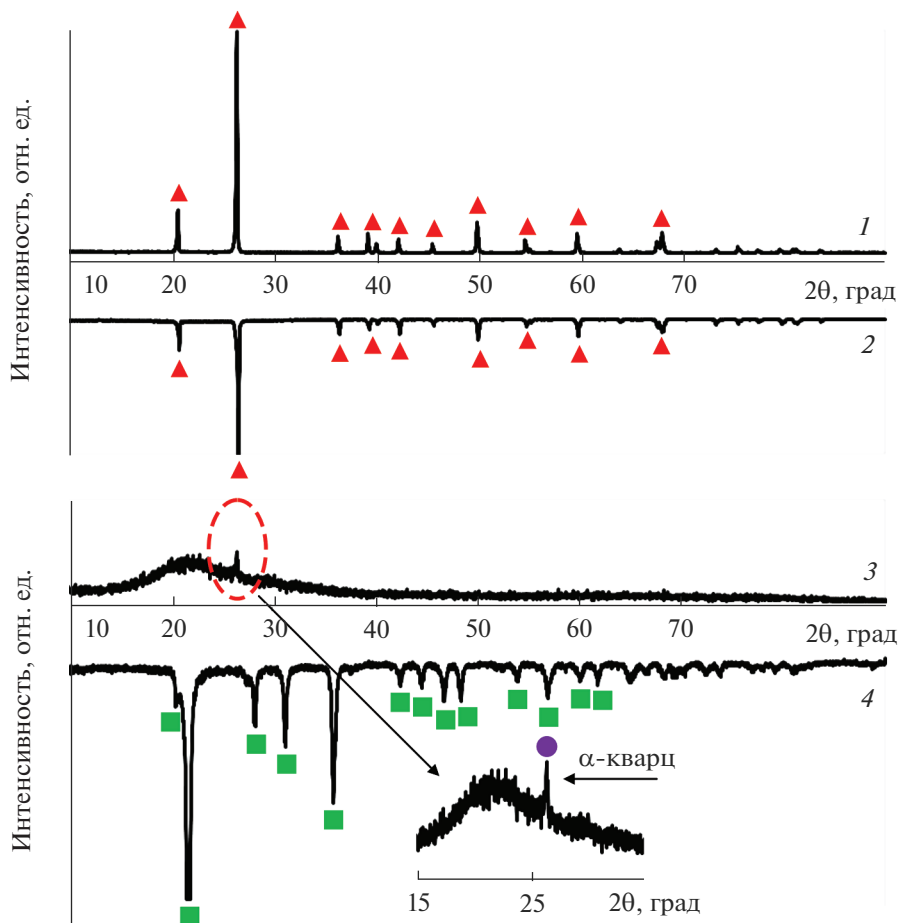 Интенсивность, отн. ед.
1
10 20 30 40 50 60 70
2θ, град
2
3
10 20 30 40 50 60 70
2θ, град
Интенсивность, отн. ед.
4
α-кварц
15 25 2θ, град